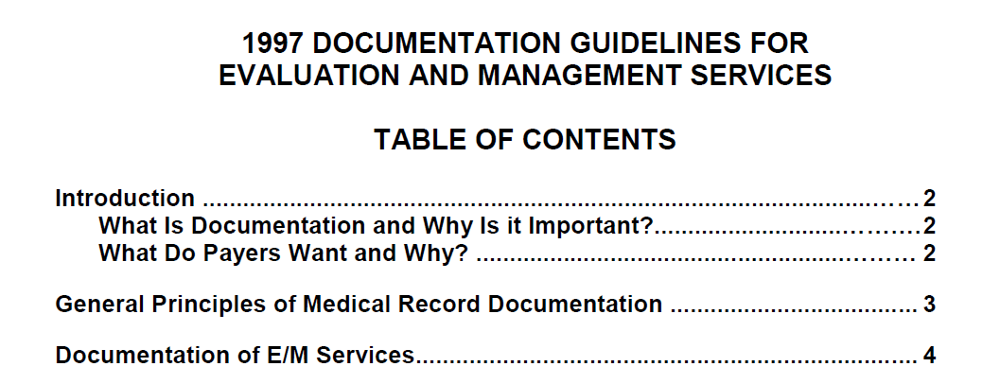 1997 DOCUMENTATION GUIDELINES FOR
EVALUATION AND MANAGEMENT SERVICES
TABLE OF CONTENTS
Introduction ........................................................................................................…… 2
What Is Documentation and Why Is it Important?.............................……….2
What Do Payers Want and Why? .......................................................……… 2
General Principles of Medical Record Documentation .....................................… 3
Documentation of E/M Services...........................................................................…. 4